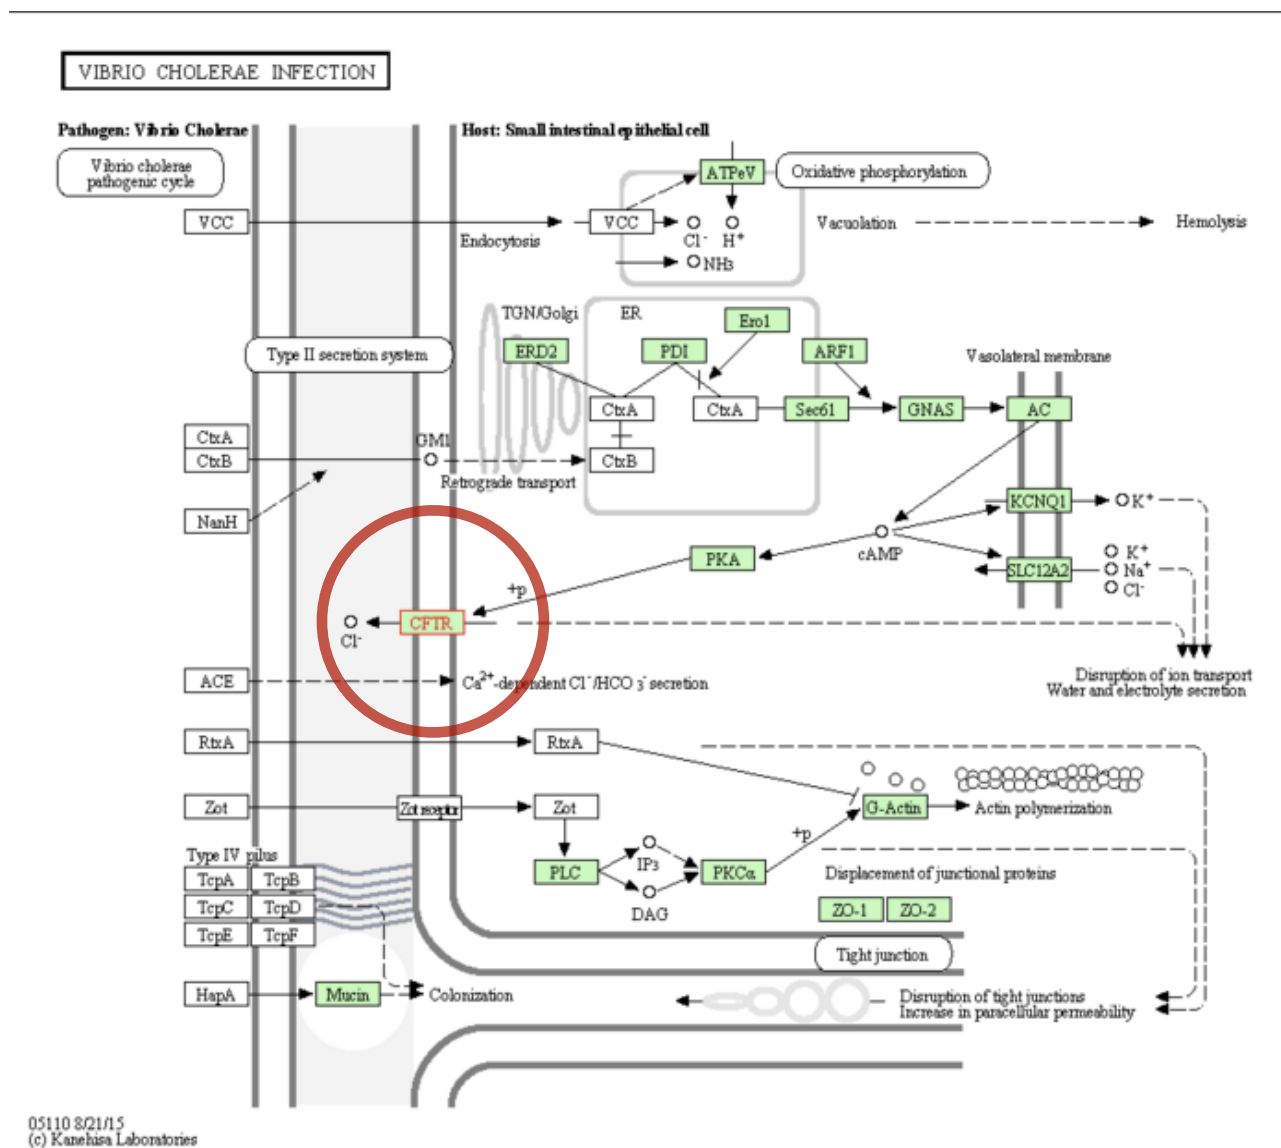 VIBRIO CHOLERAE INFECTION
Pathogen: Vibrio Cholerae
Host: Small intestinal epithelial cell
Vibrio cholerae
pathogenic cycle
ATPeV
Oxidative phosphorylation
VCC
Endocytosis
VCC
Cl-
H+
NH3
Vacuolation
Hemolysis
TGN/Golgi
ER
Ero1
Type II secretion system
ERD2
PDI
ARF1
Vasolateral membrane
CtxA
CtxA
Sec61
GNAS
AC
CtxA
CtxB
GM1
CtxB
Retrograde transport
NanH
KCNQ1
K+
cAMP
PKA
SLC12A2
K+
Na+
Cl-
+p
CFTR
Cl-
ACE
Ca2+-dependent Cl-/HCO3- secretion
Disruption of ion transport
Water and electrolyte secretion
RtxA
RtxA
Zot
Zot receptor
Zot
G-Actin
Actin polymerization
+p
Type IV pilus
TcpA
TcpB
PLC
IP3
DAG
PKCα
Displacement of junctional proteins
TcpC
TcpD
ZO-1
ZO-2
TcpE
TcpF
Tight junction
HapA
Mucin
Colonization
Disruption of tight junctions
Increase in paracellular permeability
05110 8/21/15
(c) Kanehisa Laboratories